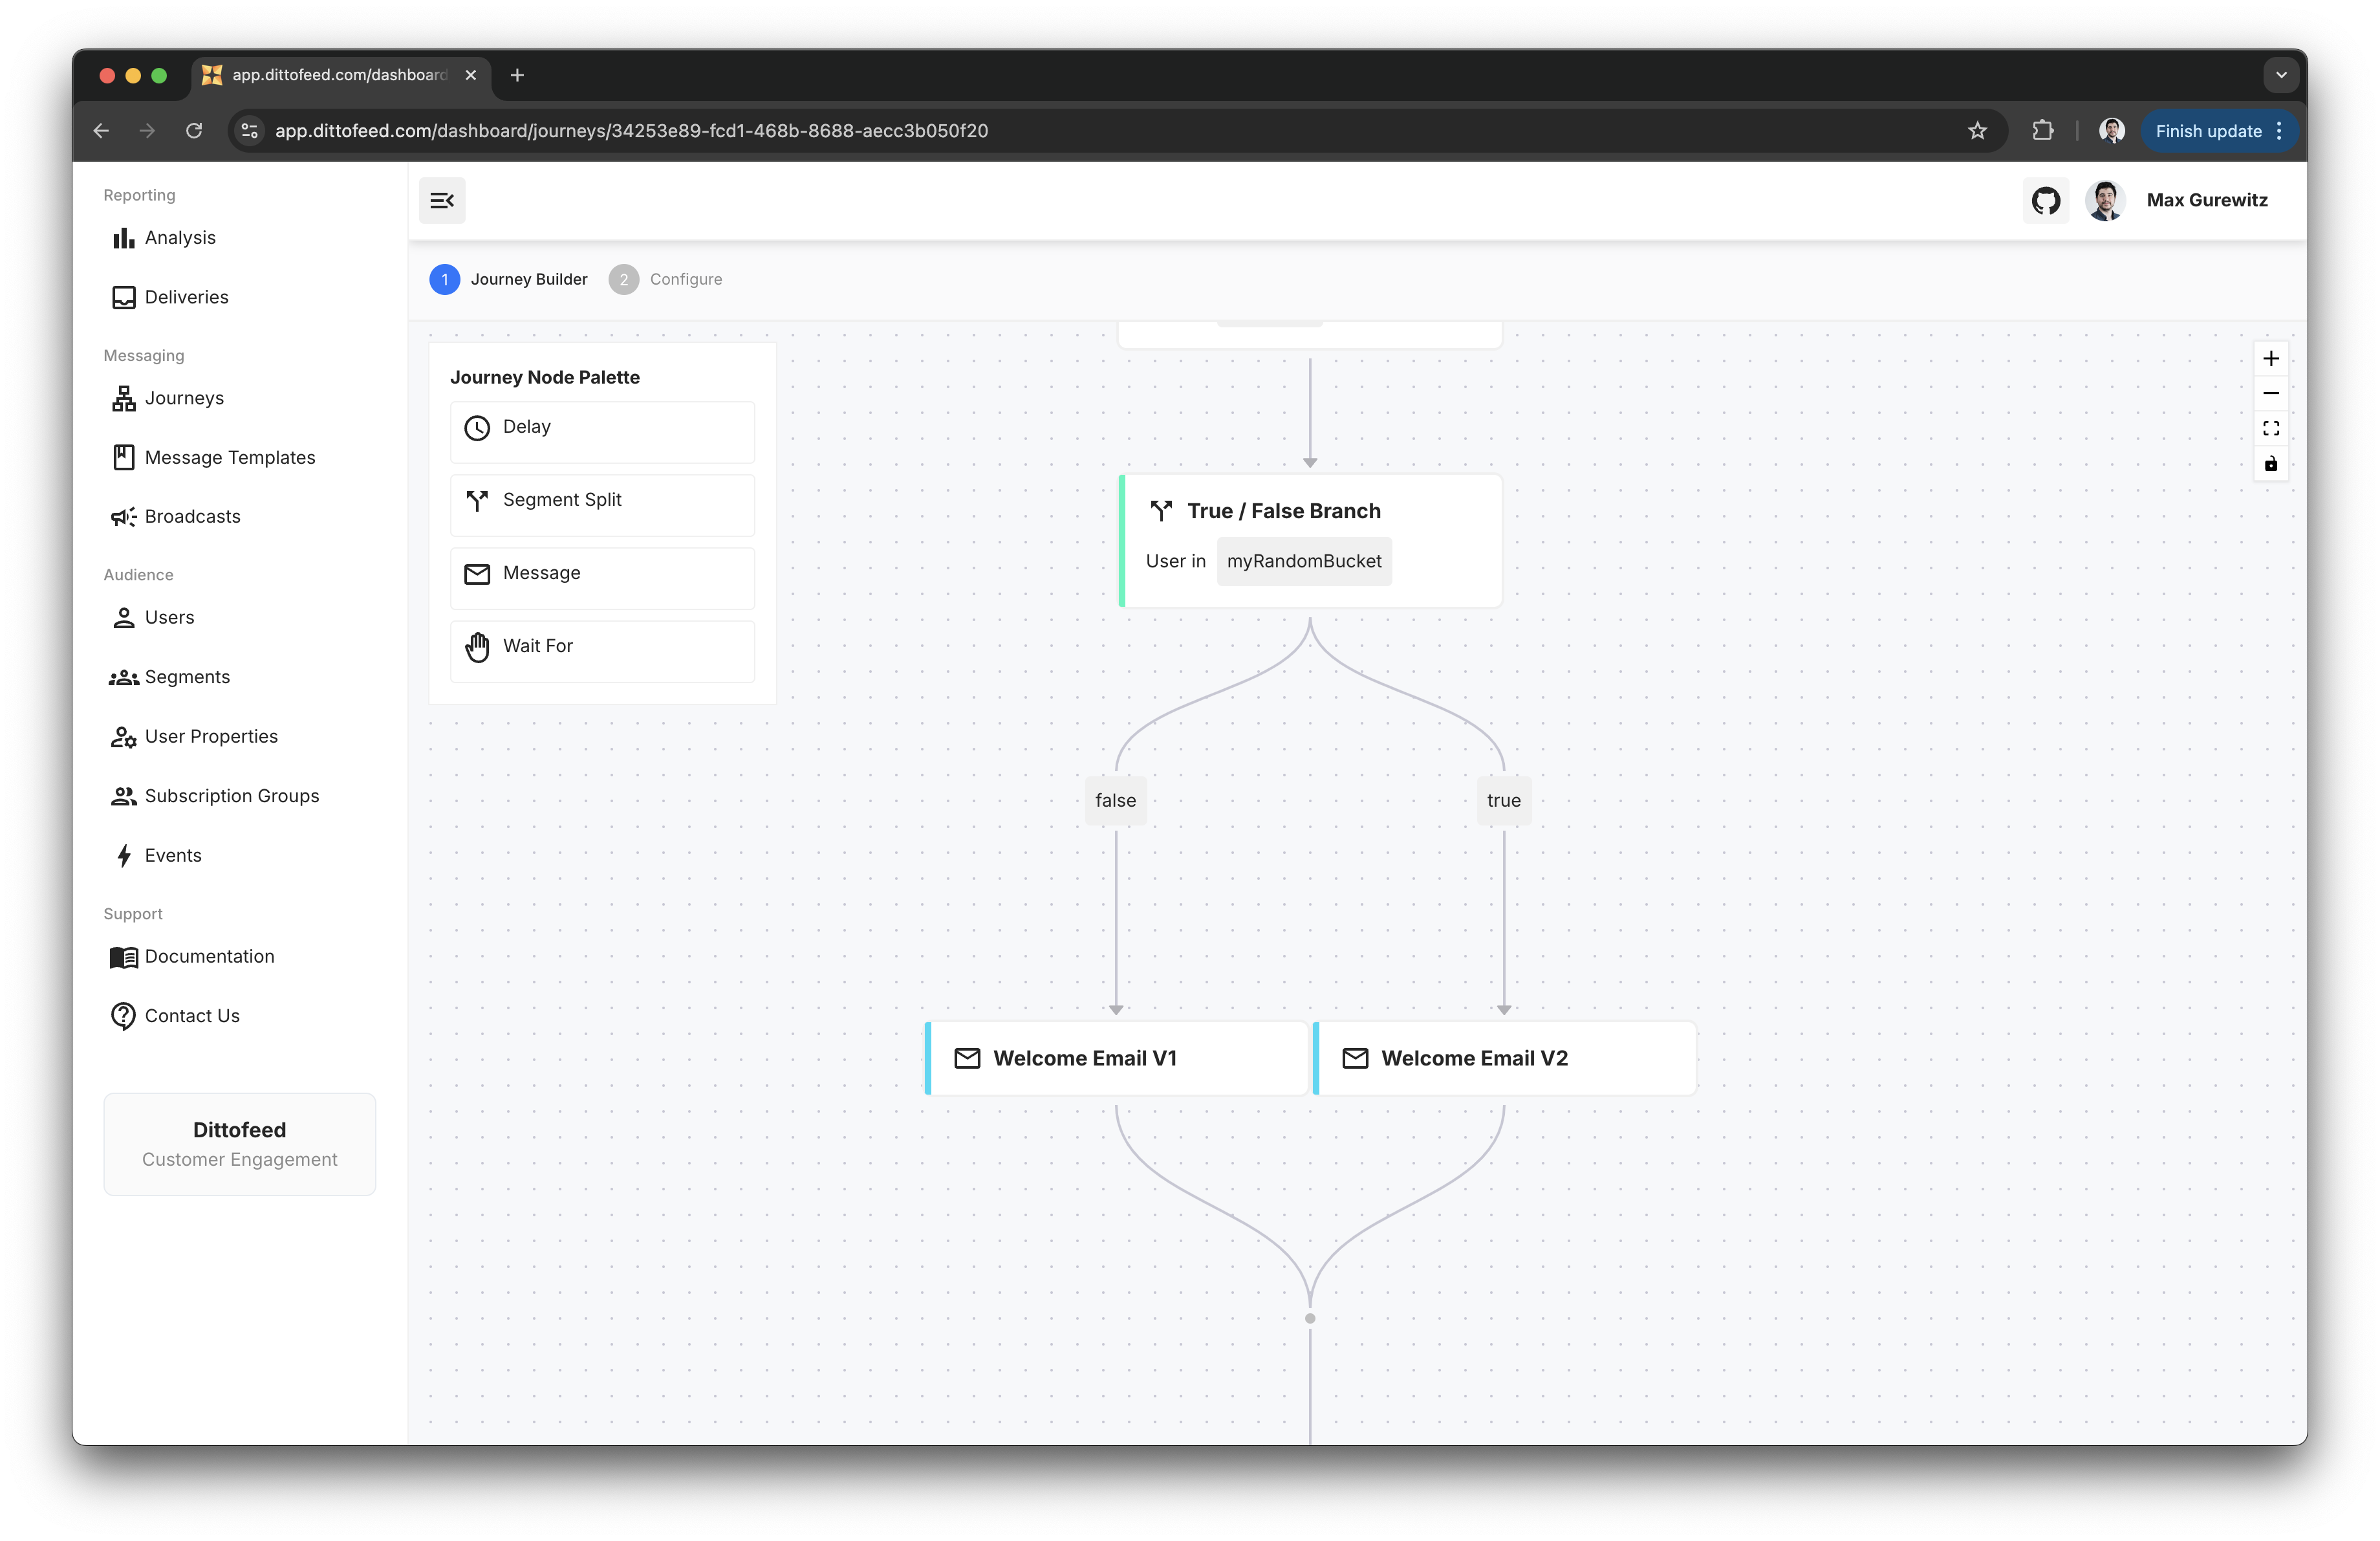 app.dittofeed.com/dashboard
app.dittofeed.com/dashboard/journeys/34253e89-fcd1-468b-8688-aecc3b050f20
Finish update
Reporting
Analysis
Deliveries
Messaging
Journeys
Message Templates
Broadcasts
Audience
Users
Segments
User Properties
Subscription Groups
Events
Support
Documentation
Contact Us
Dittofeed
Customer Engagement
Max Gurewitz
1 Journey Builder 2 Configure
Journey Node Palette
Delay
Segment Split
Message
Wait For
True / False Branch
User in myRandomBucket
false true
Welcome Email V1 Welcome Email V2